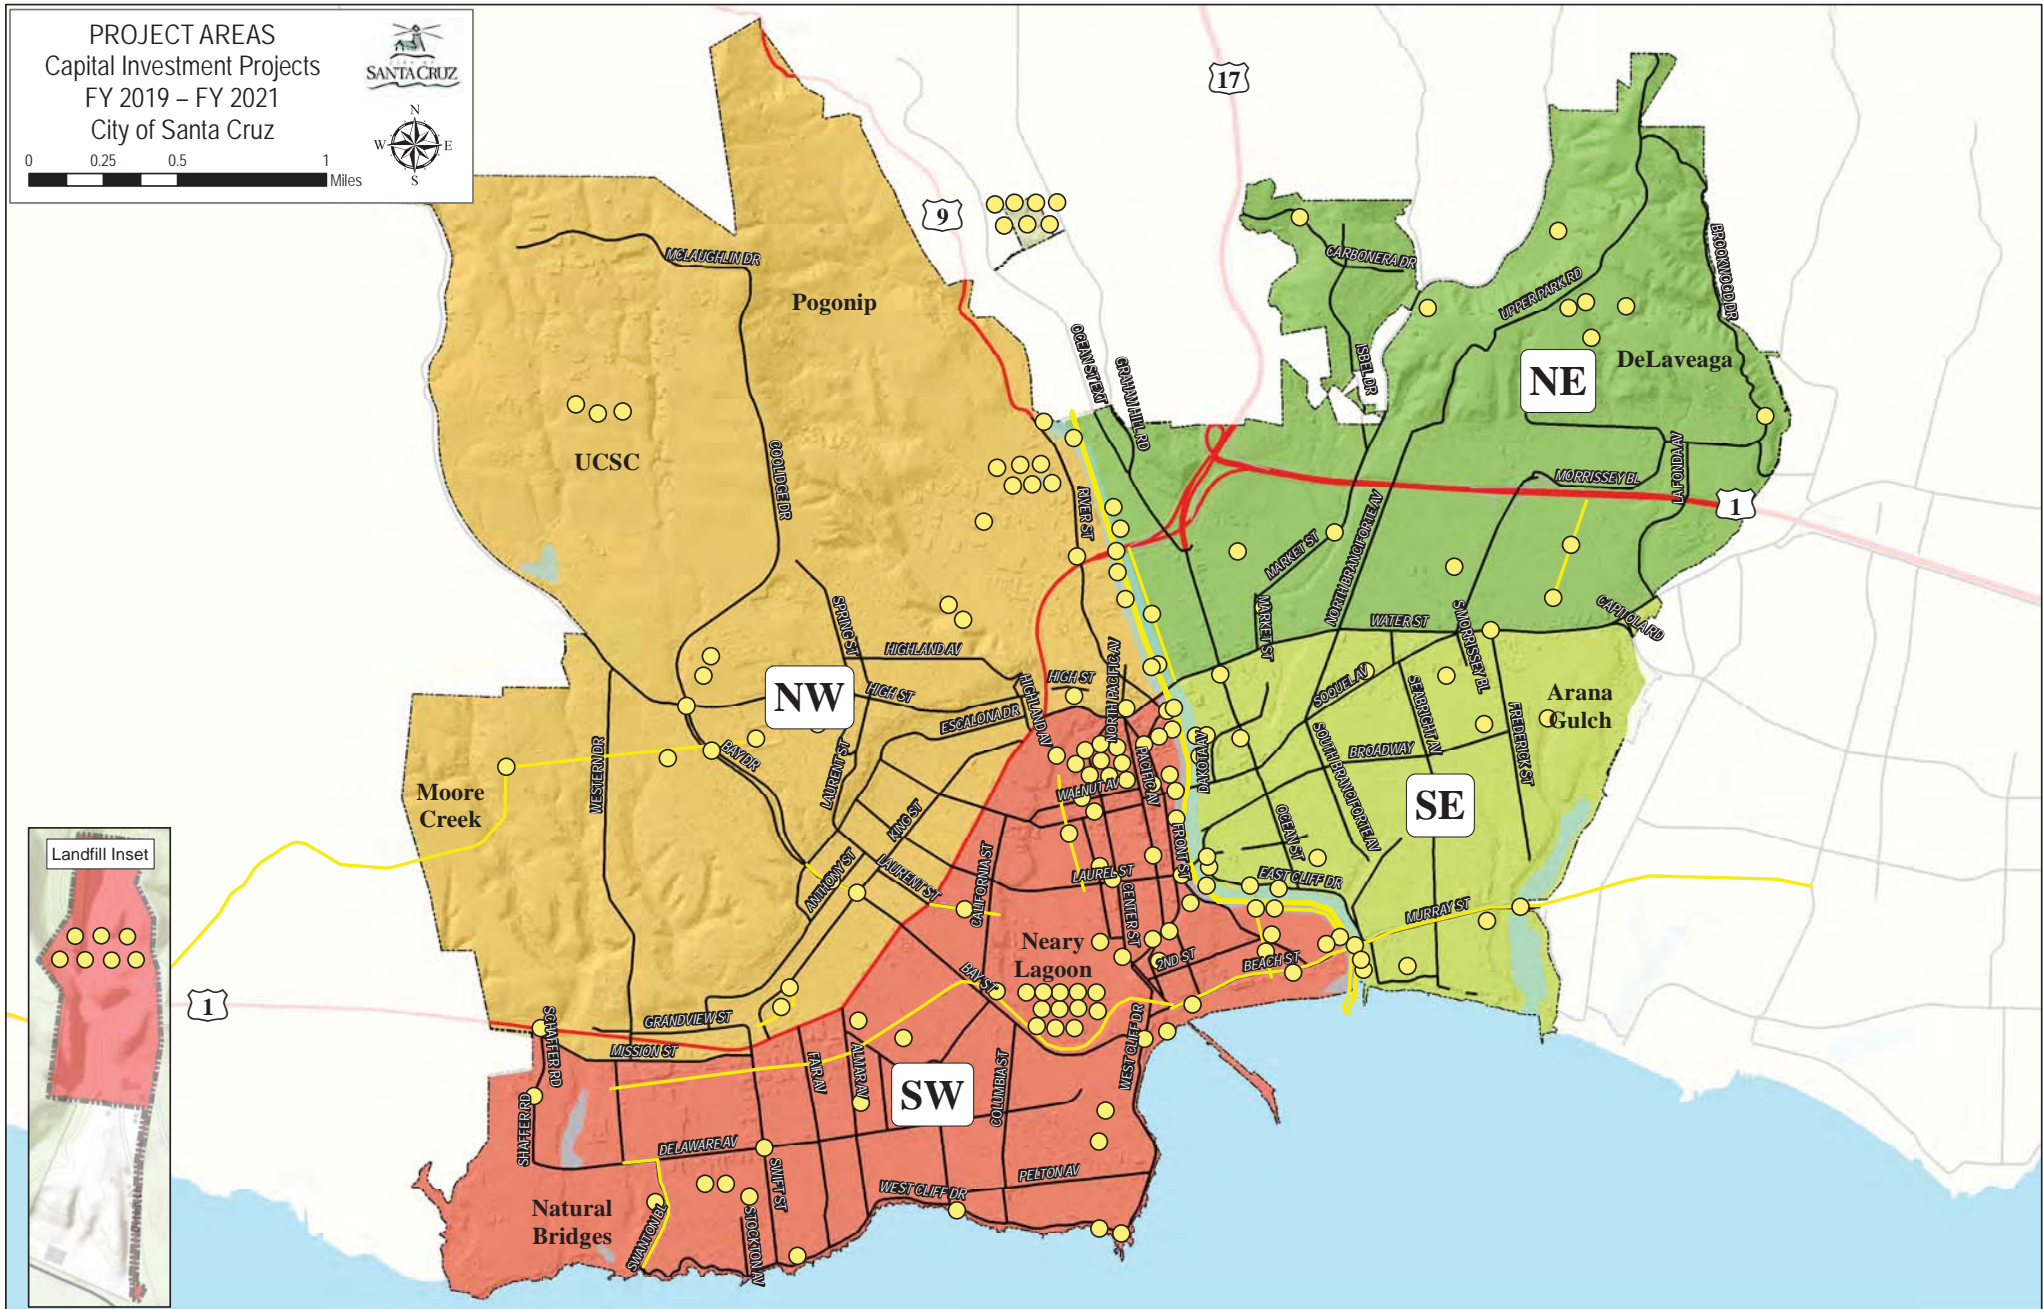 PROJECT AREAS
Capital Investment Projects
FY 2019 – FY 2021
City of Santa Cruz
0 0.25 0.5 1
Miles
SANTA CRUZ
N
W E
S
17
9
MCLAUGHLIN DR
Pogonip
CARBONERA DR
UPPER PARK RD
BROOKWOOD DR
OCEAN ST EXT
GRAHAM HILL RD
ISBEL DR
NE
DeLaveaga
UCSC
COOLIDGE DR
RIVER ST
NORTH BRANCIFORTE AV
MORRISSEY BL
LA FONDA AV
1
MARKET ST
SPRING ST
HIGHLAND AV
MARKET ST
WATER ST
S MORRISSEY BL
CAPITOLA RD
NW
HIGH ST
HIGH ST
HIGHLAND AV
NORTH PACIFIC AV
ESCALONA DR
SOQUEL AV
SEABRIGHT AV
FREDERICK ST
Arana
Gulch
WESTERN DR
BAY DR
LAURENT ST
PACIFIC AV
DAKOTA AV
SOUTH BRANCIFORTE AV
BROADWAY
Moore
Creek
WALNUT AV
SE
KING ST
OCEAN ST
FRONT ST
Landfill Inset
ANTHONY ST
LAURENT ST
CALIFORNIA ST
LAUREL ST
CENTER ST
EAST CLIFF DR
MURRAY ST
Neary
Lagoon
2ND ST
BEACH ST
BAY ST
1
SCHAFFER RD
GRANDVIEW ST
MISSION ST
FAIR AV
ALMAR AV
SW
COLUMBIA ST
WEST CLIFF DR
SHAFFER RD
DELAWARE AV
SWIFT ST
WEST CLIFF DR
PELTON AV
Natural
Bridges
SWANTON BL
STOCKTON AV